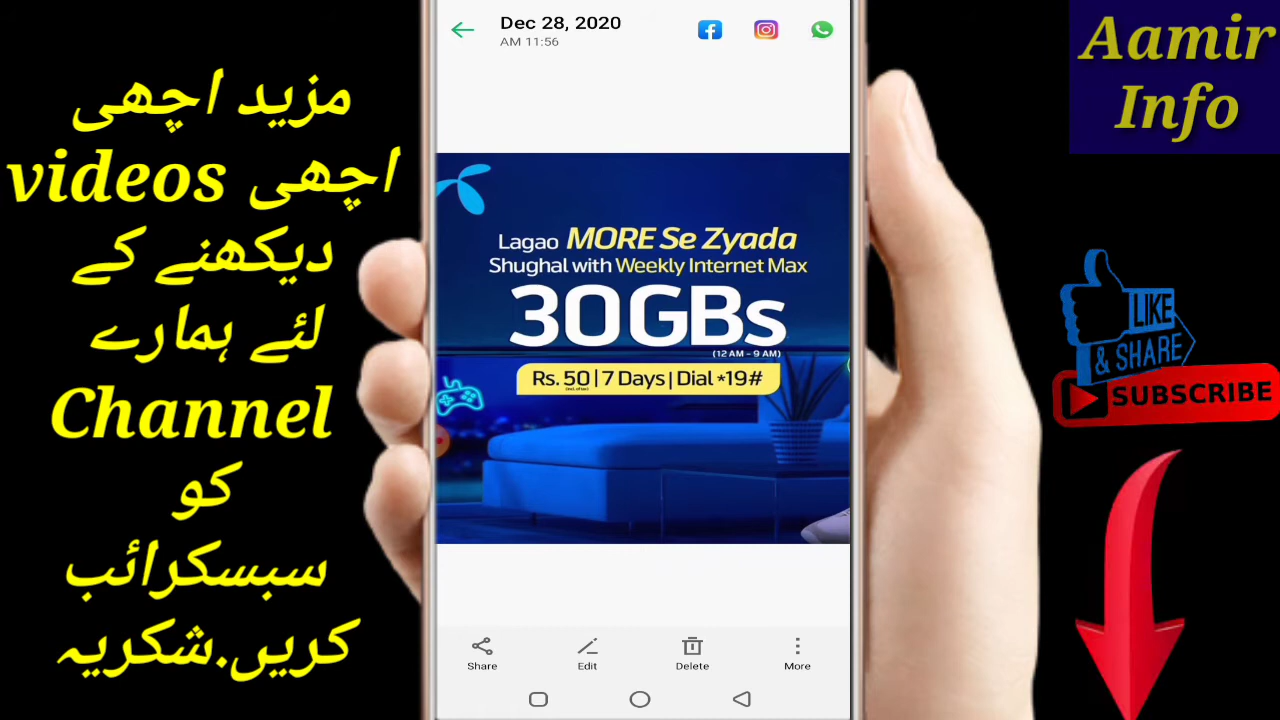 مزید اچھی
اچھی videos
دیکھنے کے
لئے ہمارے
Channel
کو
سبسکرائب
کریں.شکریہ
Dec 28, 2020
AM 11:56
Lagao MORE Se Zyada
Shughal with Weekly Internet Max
30GBs
(12 AM – 9 AM)
Rs. 50 | 7 Days | Dial *19#
Share
Edit
Delete
More
Aamir
Info
LIKE
& SHARE
SUBSCRIBE